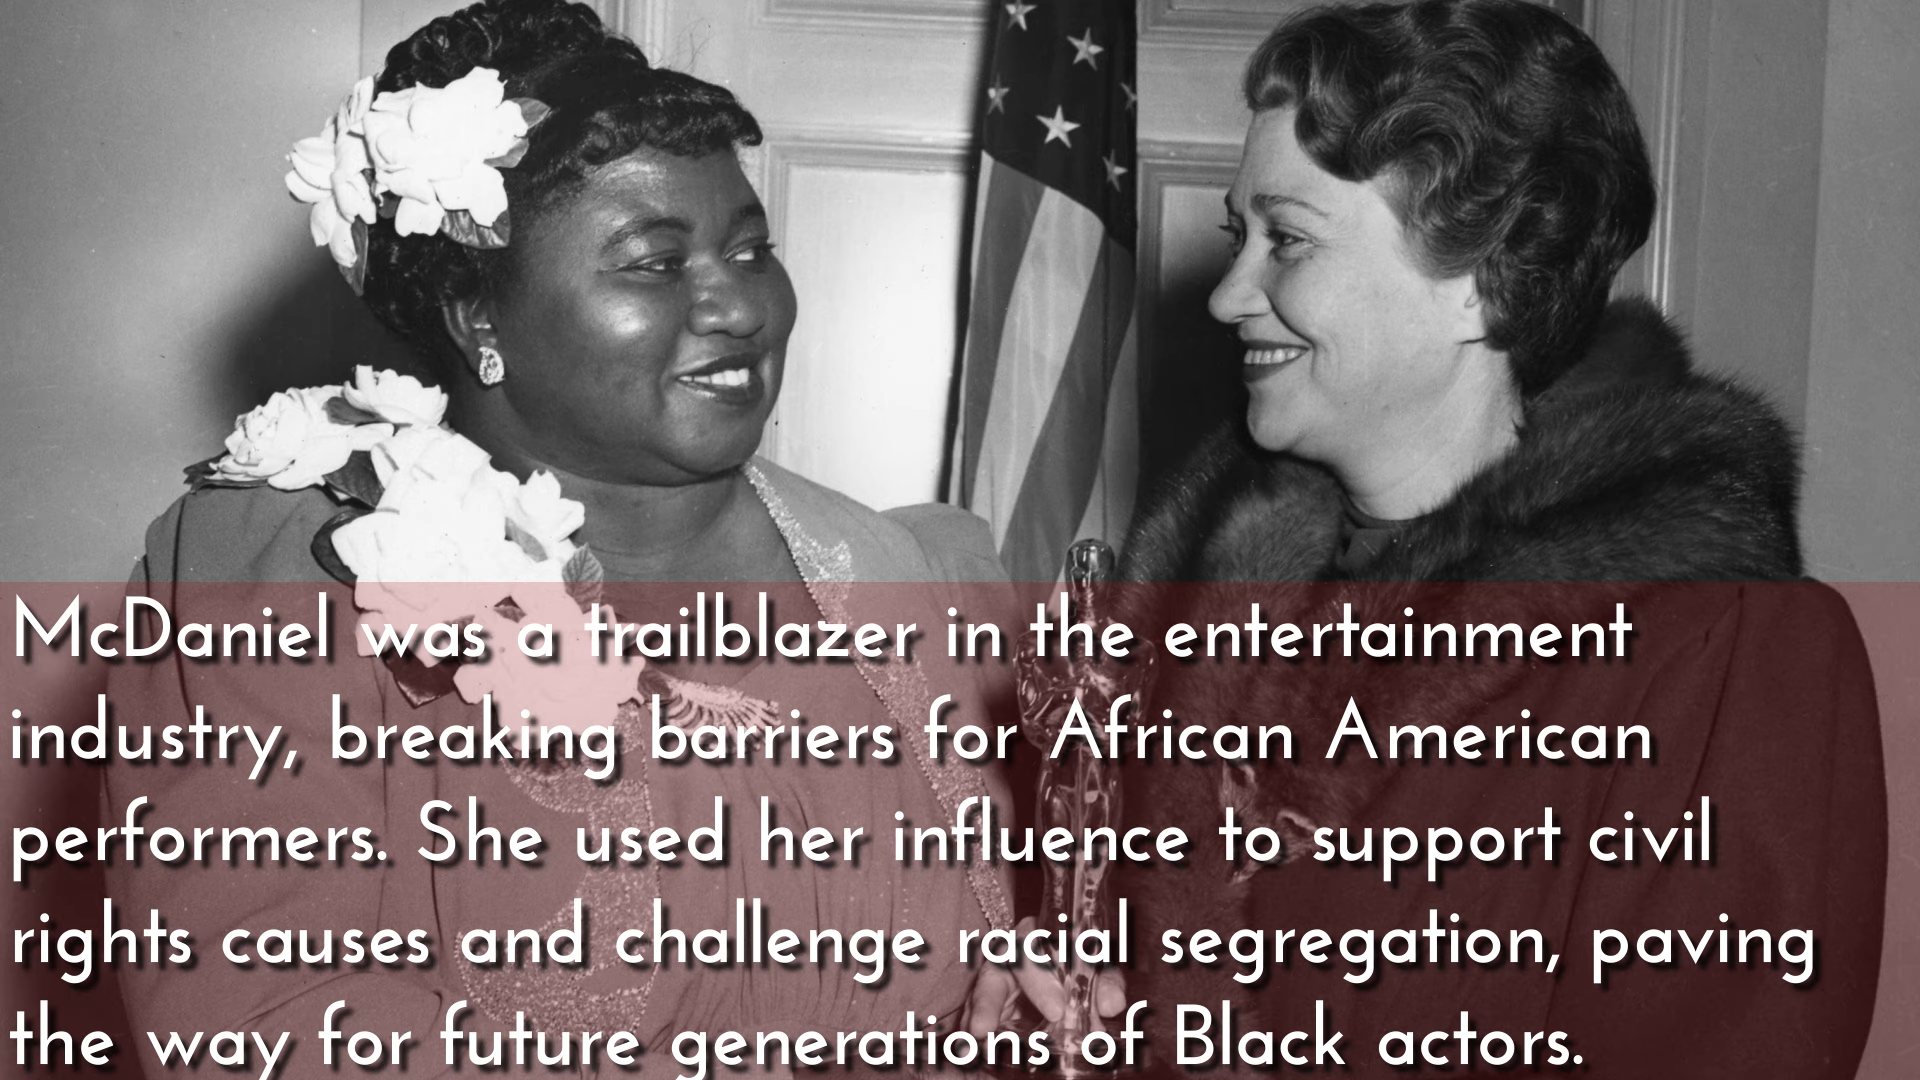 McDaniel was a trailblazer in the entertainment
industry, breaking barriers for African American
performers. She used her influence to support civil
rights causes and challenge racial segregation, paving
the way for future generations of Black actors.